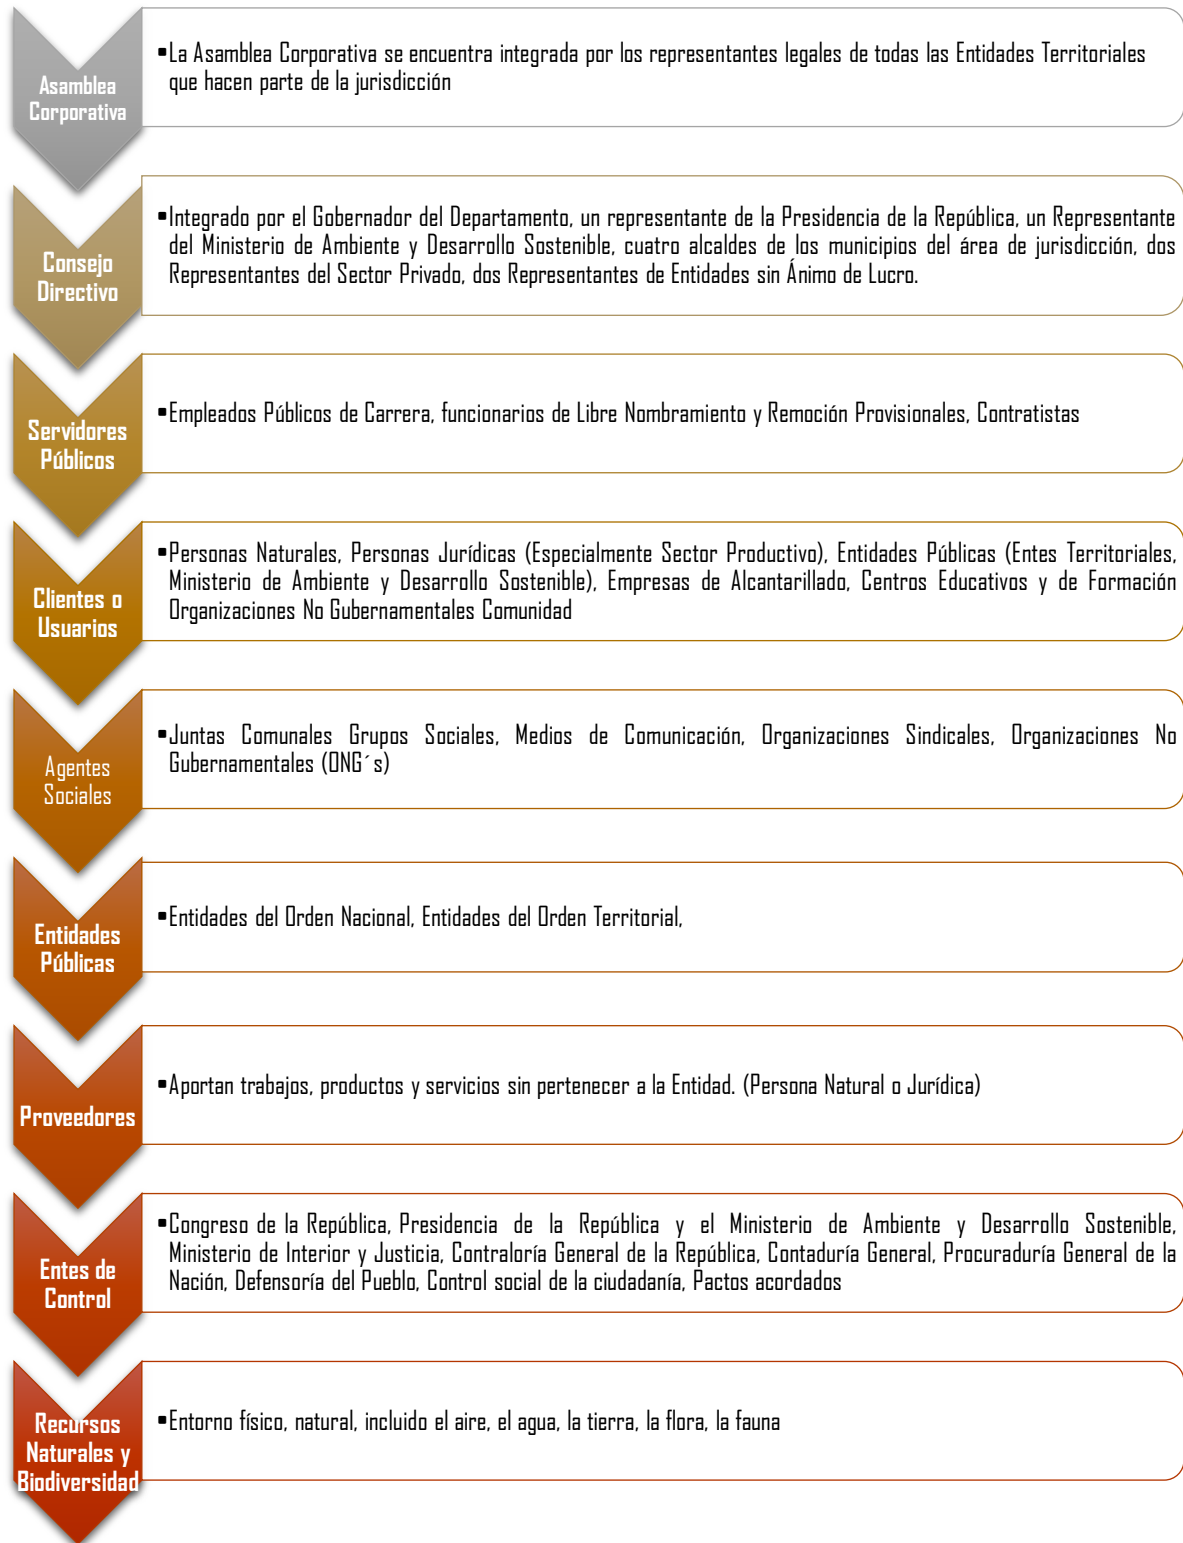 Asamblea
Corporativa
▪La Asamblea Corporativa se encuentra integrada por los representantes legales de todas las Entidades Territoriales
que hacen parte de la jurisdicción
Consejo
Directivo
▪Integrado por el Gobernador del Departamento, un representante de la Presidencia de la República, un Representante
del Ministerio de Ambiente y Desarrollo Sostenible, cuatro alcaldes de los municipios del área de jurisdicción, dos
Representantes del Sector Privado, dos Representantes de Entidades sin Ánimo de Lucro.
Servidores
Públicos
▪Empleados Públicos de Carrera, funcionarios de Libre Nombramiento y Remoción Provisionales, Contratistas
Clientes o
Usuarios
▪Personas Naturales, Personas Jurídicas (Especialmente Sector Productivo), Entidades Públicas (Entes Territoriales,
Ministerio de Ambiente y Desarrollo Sostenible), Empresas de Alcantarillado, Centros Educativos y de Formación
Organizaciones No Gubernamentales Comunidad
Agentes
Sociales
▪Juntas Comunales Grupos Sociales, Medios de Comunicación, Organizaciones Sindicales, Organizaciones No
Gubernamentales (ONG´s)
Entidades
Públicas
▪Entidades del Orden Nacional, Entidades del Orden Territorial,
Proveedores
▪Aportan trabajos, productos y servicios sin pertenecer a la Entidad. (Persona Natural o Jurídica)
Entes de
Control
▪Congreso de la República, Presidencia de la República y el Ministerio de Ambiente y Desarrollo Sostenible,
Ministerio de Interior y Justicia, Contraloría General de la República, Contaduría General, Procuraduría General de la
Nación, Defensoría del Pueblo, Control social de la ciudadanía, Pactos acordados
Recursos
Naturales y
Biodiversidad
▪Entorno físico, natural, incluido el aire, el agua, la tierra, la flora, la fauna